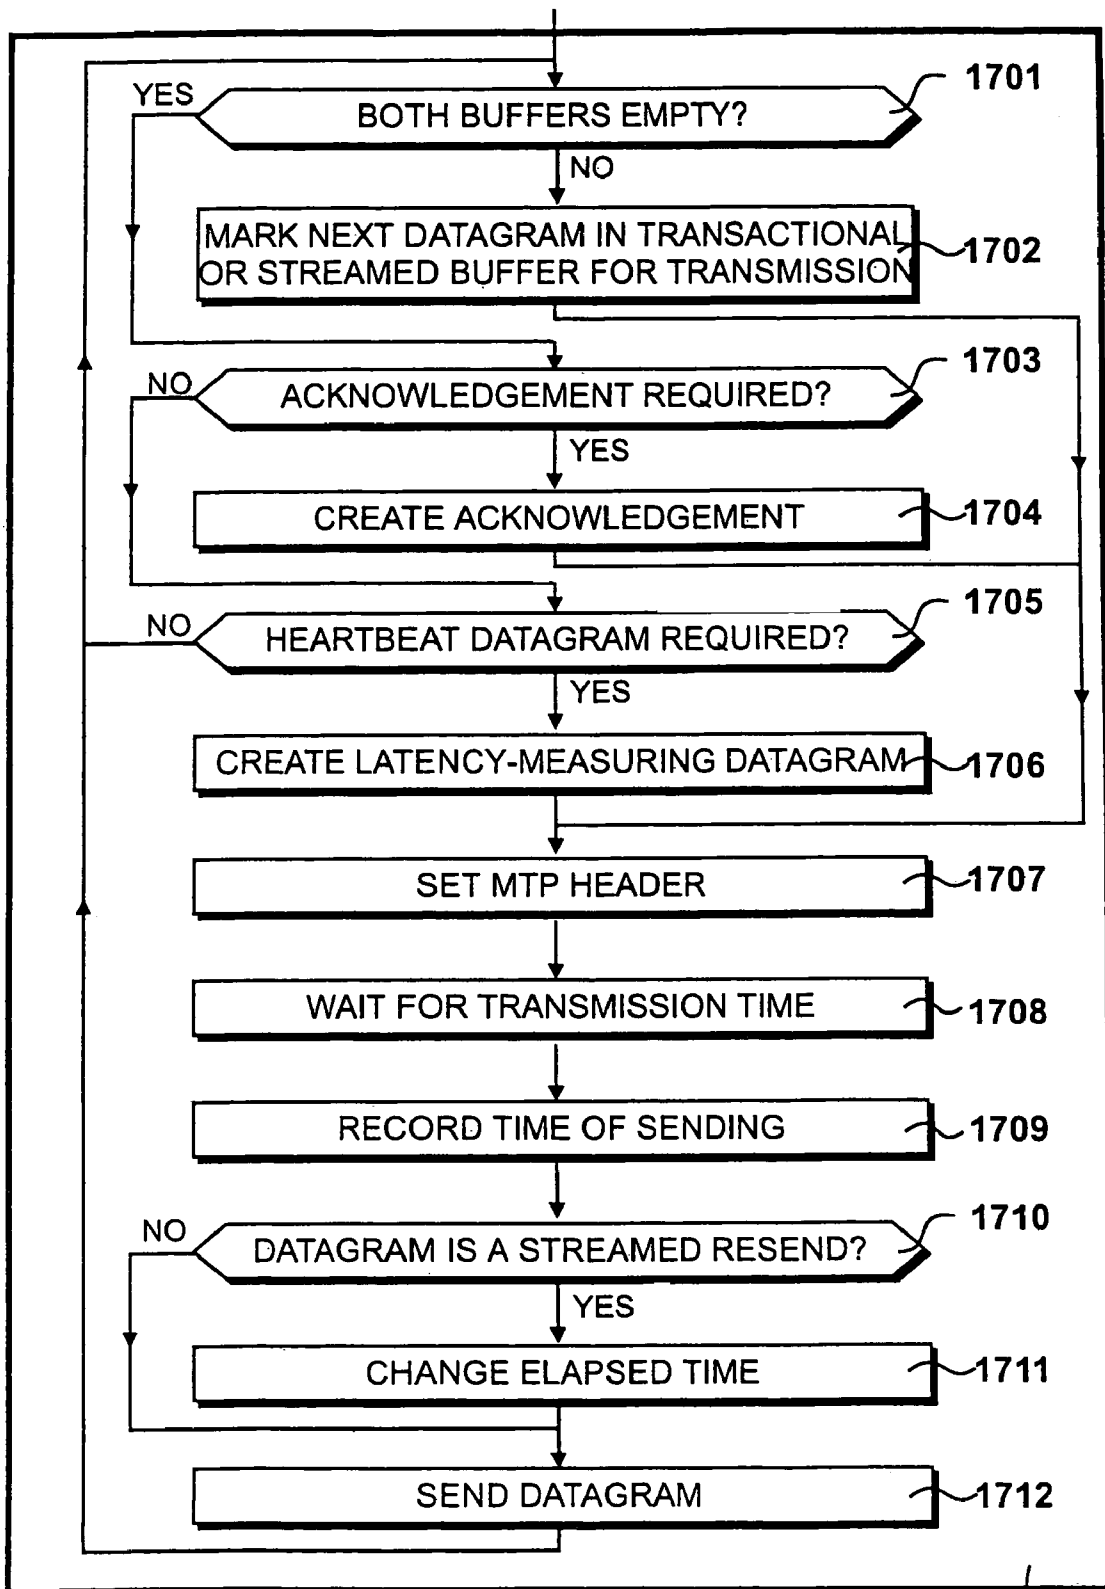 1701
YES
BOTH BUFFERS EMPTY?
NO
MARK NEXT DATAGRAM IN TRANSACTIONAL
OR STREAMED BUFFER FOR TRANSMISSION
1702
1703
NO
ACKNOWLEDGEMENT REQUIRED?
YES
CREATE ACKNOWLEDGEMENT
1704
1705
NO
HEARTBEAT DATAGRAM REQUIRED?
YES
CREATE LATENCY-MEASURING DATAGRAM
1706
SET MTP HEADER
1707
WAIT FOR TRANSMISSION TIME
1708
RECORD TIME OF SENDING
1709
1710
NO
DATAGRAM IS A STREAMED RESEND?
YES
CHANGE ELAPSED TIME
1711
SEND DATAGRAM
1712